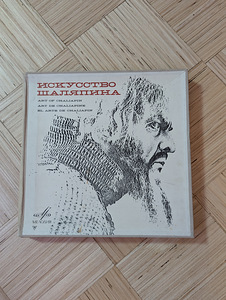 ИСКУССТВО
ШАЛЯПИНА
ART OF CHALIAPIN
ART DE CHALIAPINE
EL ARTE DE CHALIAPIN